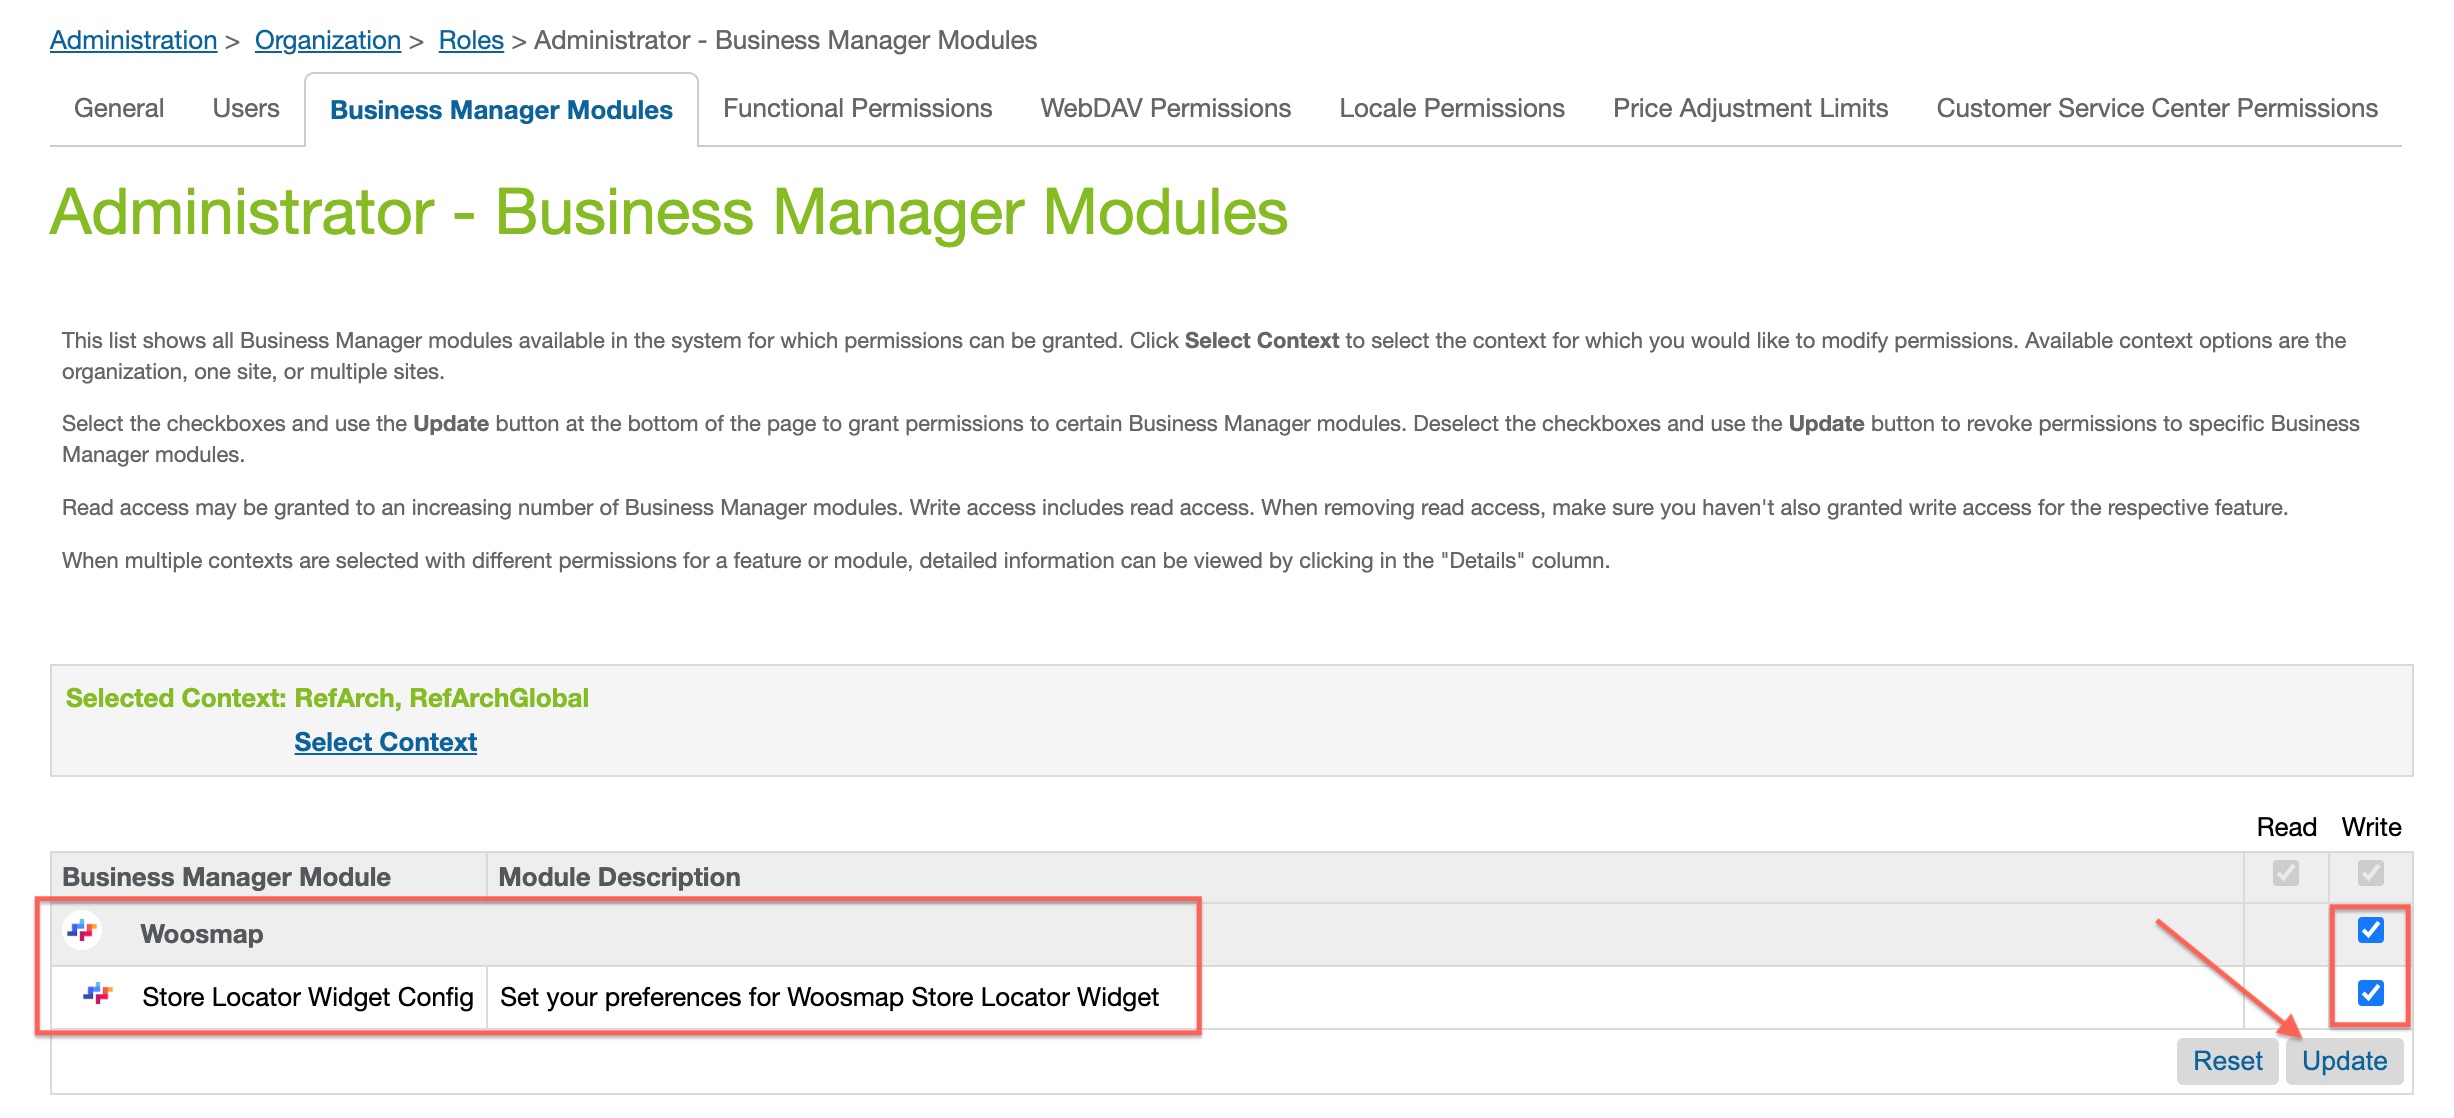 Administration > Organization > Roles > Administrator - Business Manager Modules
General Users Business Manager Modules Functional Permissions WebDAV Permissions Locale Permissions Price Adjustment Limits Customer Service Center Permissions
Administrator - Business Manager Modules
This list shows all Business Manager modules available in the system for which permissions can be granted. Click Select Context to select the context for which you would like to modify permissions. Available context options are the
organization, one site, or multiple sites.
Select the checkboxes and use the Update button at the bottom of the page to grant permissions to certain Business Manager modules. Deselect the checkboxes and use the Update button to revoke permissions to specific Business
Manager modules.
Read access may be granted to an increasing number of Business Manager modules. Write access includes read access. When removing read access, make sure you haven't also granted write access for the respective feature.
When multiple contexts are selected with different permissions for a feature or module, detailed information can be viewed by clicking in the "Details" column.
Selected Context: RefArch, RefArchGlobal
Select Context
Read Write
Business Manager Module Module Description
Woosmap
Store Locator Widget Config Set your preferences for Woosmap Store Locator Widget
Reset Update